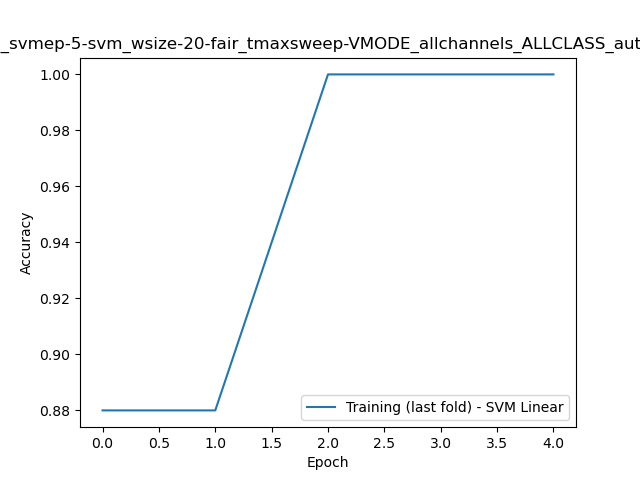 _svmep-5-svm_wsize-20-fair_tmaxsweep-VMODE_allchannels_ALLCLASS_aut
1.00
0.98
0.96
0.94
0.92
0.90
0.88
Accuracy
Training (last fold) - SVM Linear
0.0 0.5 1.0 1.5 2.0 2.5 3.0 3.5 4.0
Epoch